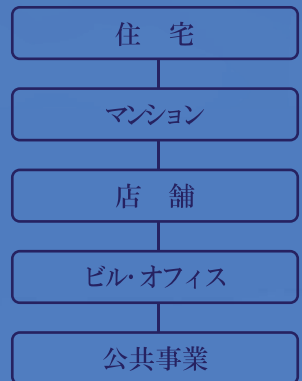 住　宅
マンション
店　舗
ビル・オフィス
公共事業